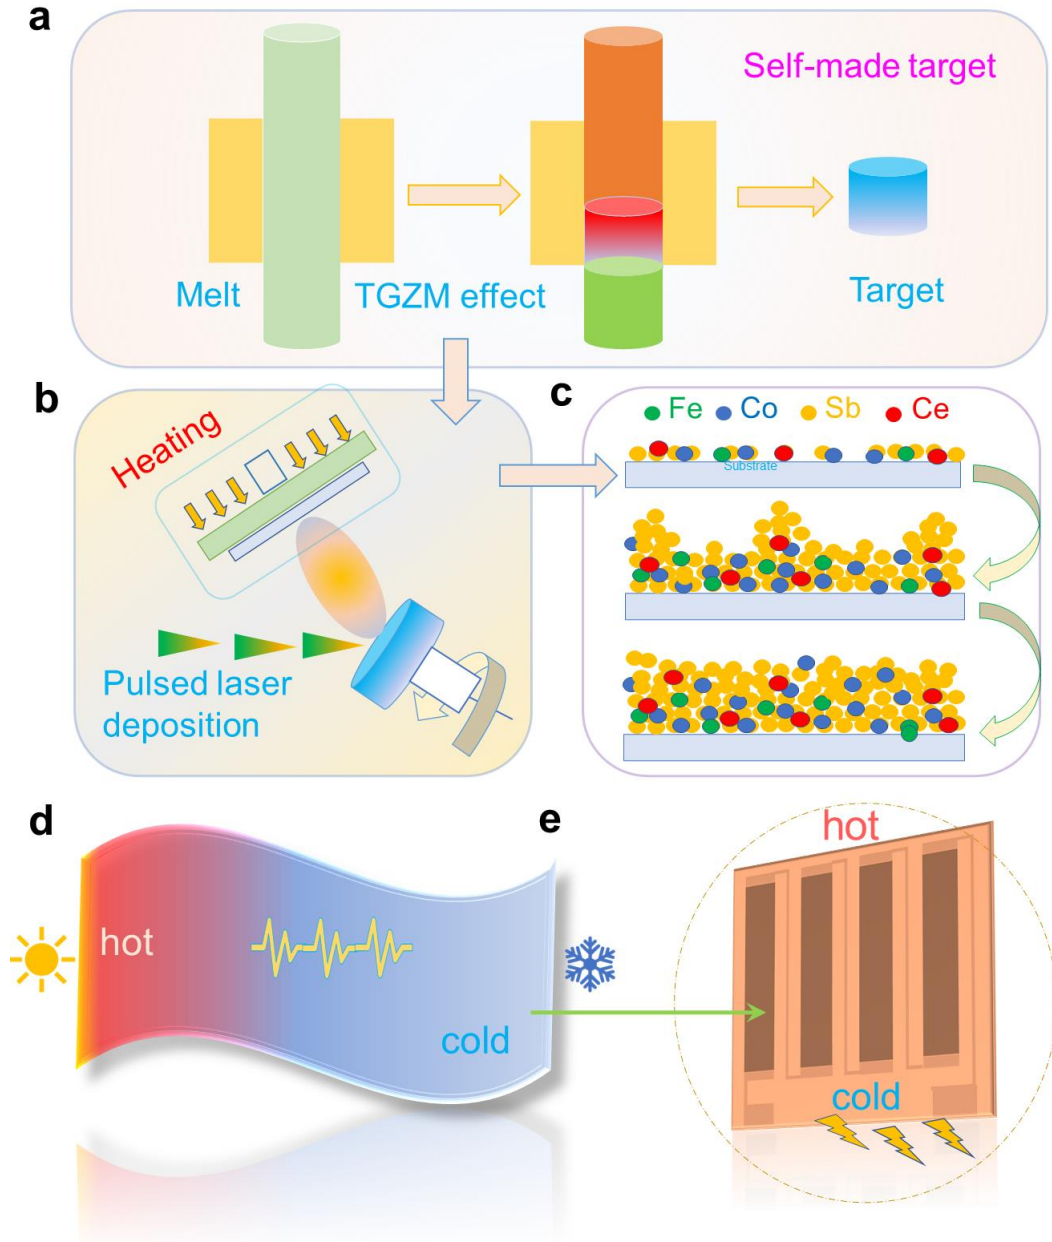 a
Self-made target
Melt
TGZM effect
Target
b
Heating
Pulsed laser
deposition
c
Fe Co Sb Ce
Substrate
d
hot
cold
e
hot
cold